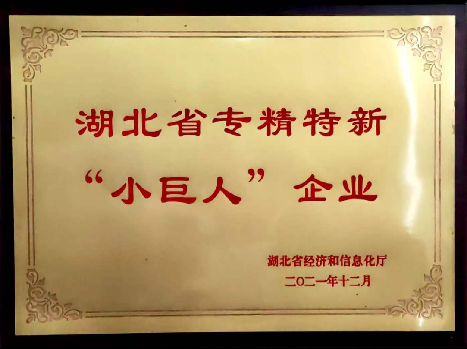 湖北省专精特新
“小巨人”企业
湖北省经济和信息化厅
二〇二一年十二月